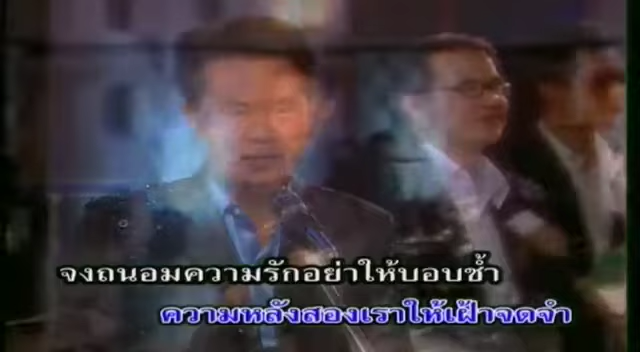 จงถนอมความรักอย่าให้บอบช้ำ
ความหลังสองเราให้เฝ้าจดจำ